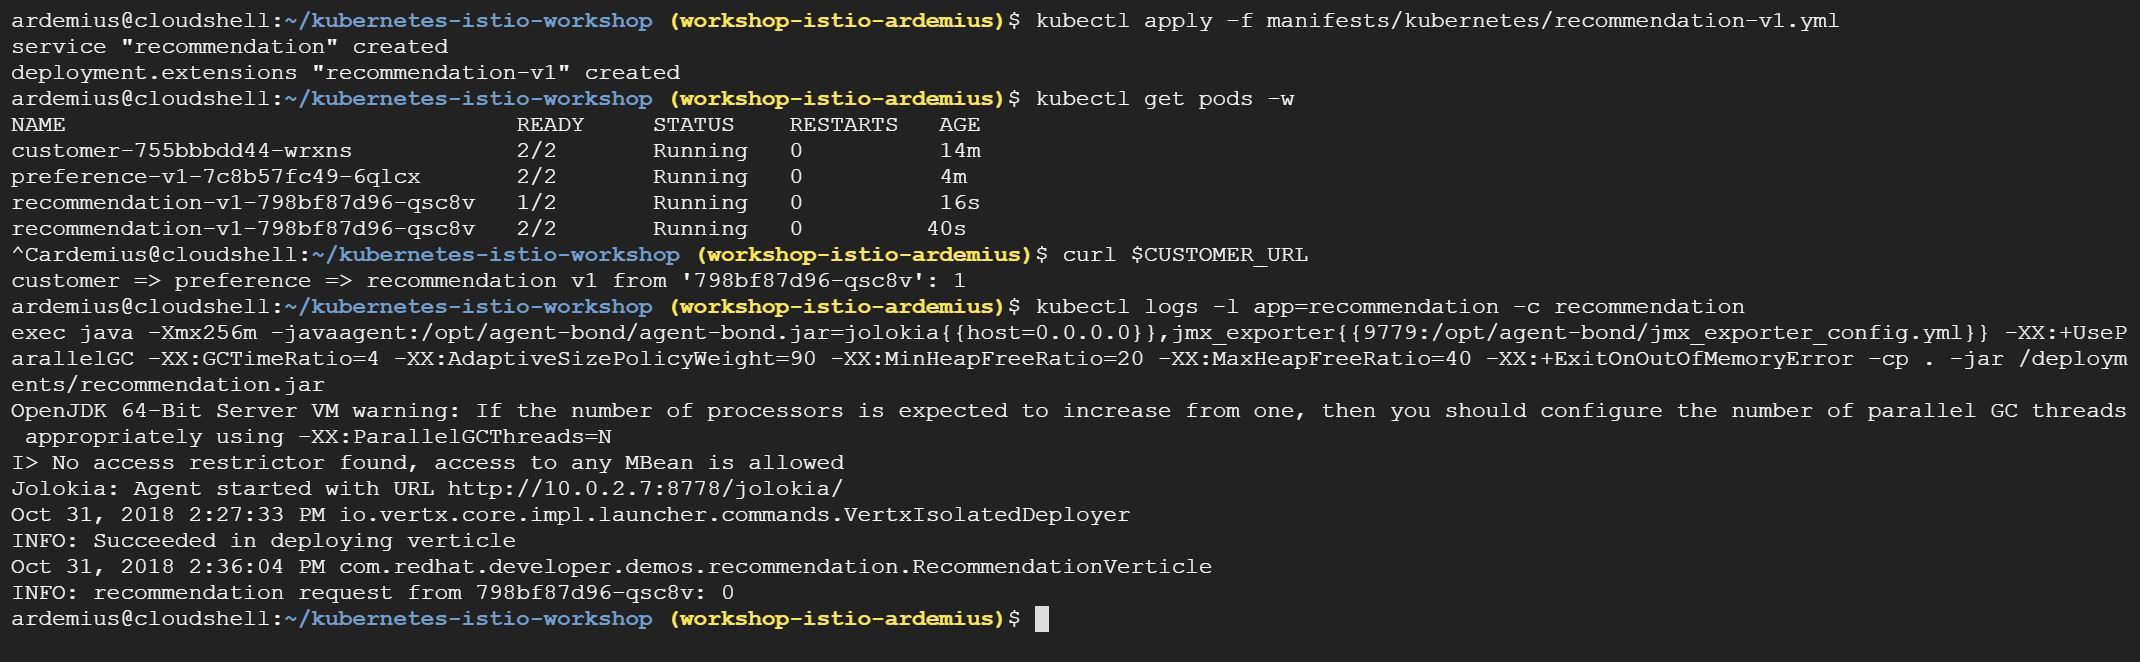 ardemius@cloudshell:~/kubernetes-istio-workshop (workshop-istio-ardemius)$ kubectl apply -f manifests/kubernetes/recommendation-v1.yml
service "recommendation" created
deployment.extensions "recommendation-v1" created
ardemius@cloudshell:~/kubernetes-istio-workshop (workshop-istio-ardemius)$ kubectl get pods -w
NAME                                 READY     STATUS    RESTARTS   AGE
customer-755bbbdd44-wrxns            2/2       Running   0          14m
preference-v1-7c8b57fc49-6qlcx       2/2       Running   0          4m
recommendation-v1-798bf87d96-qsc8v   1/2       Running   0          16s
recommendation-v1-798bf87d96-qsc8v   2/2       Running   0         40s
^Cardemius@cloudshell:~/kubernetes-istio-workshop (workshop-istio-ardemius)$ curl $CUSTOMER_URL
customer => preference => recommendation v1 from '798bf87d96-qsc8v': 1
ardemius@cloudshell:~/kubernetes-istio-workshop (workshop-istio-ardemius)$ kubectl logs -l app=recommendation -c recommendation
exec java -Xmx256m -javaagent:/opt/agent-bond/agent-bond.jar=jolokia{{host=0.0.0.0}},jmx_exporter{{9779:/opt/agent-bond/jmx_exporter_config.yml}} -XX:+UseP
arallelGC -XX:GCTimeRatio=4 -XX:AdaptiveSizePolicyWeight=90 -XX:MinHeapFreeRatio=20 -XX:MaxHeapFreeRatio=40 -XX:+ExitOnOutOfMemoryError -cp . -jar /deploym
ents/recommendation.jar
OpenJDK 64-Bit Server VM warning: If the number of processors is expected to increase from one, then you should configure the number of parallel GC threads
 appropriately using -XX:ParallelGCThreads=N
I> No access restrictor found, access to any MBean is allowed
Jolokia: Agent started with URL http://10.0.2.7:8778/jolokia/
Oct 31, 2018 2:27:33 PM io.vertx.core.impl.launcher.commands.VertxIsolatedDeployer
INFO: Succeeded in deploying verticle
Oct 31, 2018 2:36:04 PM com.redhat.developer.demos.recommendation.RecommendationVerticle
INFO: recommendation request from 798bf87d96-qsc8v: 0
ardemius@cloudshell:~/kubernetes-istio-workshop (workshop-istio-ardemius)$